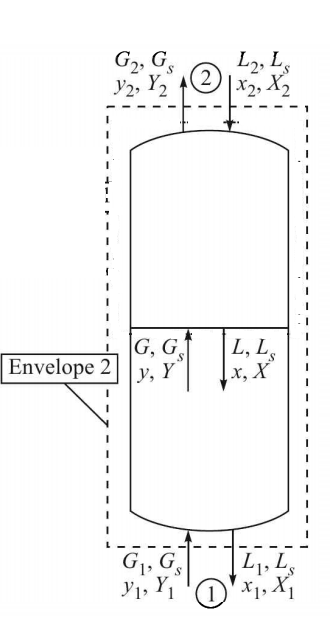 G₂, Gₛ
y₂, Y₂
2
L₂, Lₛ
x₂, X₂
G, Gₛ
y, Y
L, Lₛ
x, X
Envelope 2
G₁, Gₛ
y₁, Y₁
1
L₁, Lₛ
x₁, X₁